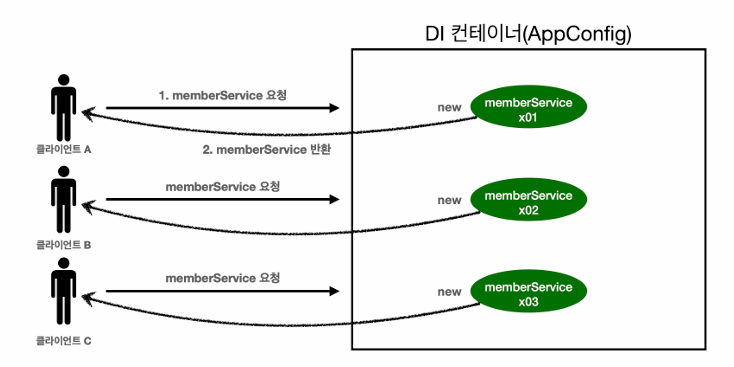 DI 컨테이너(AppConfig)
1. memberService 요청
new
memberService
x01
클라이언트 A
2. memberService 반환
memberService 요청
new
memberService
x02
클라이언트 B
memberService 요청
new
memberService
x03
클라이언트 C